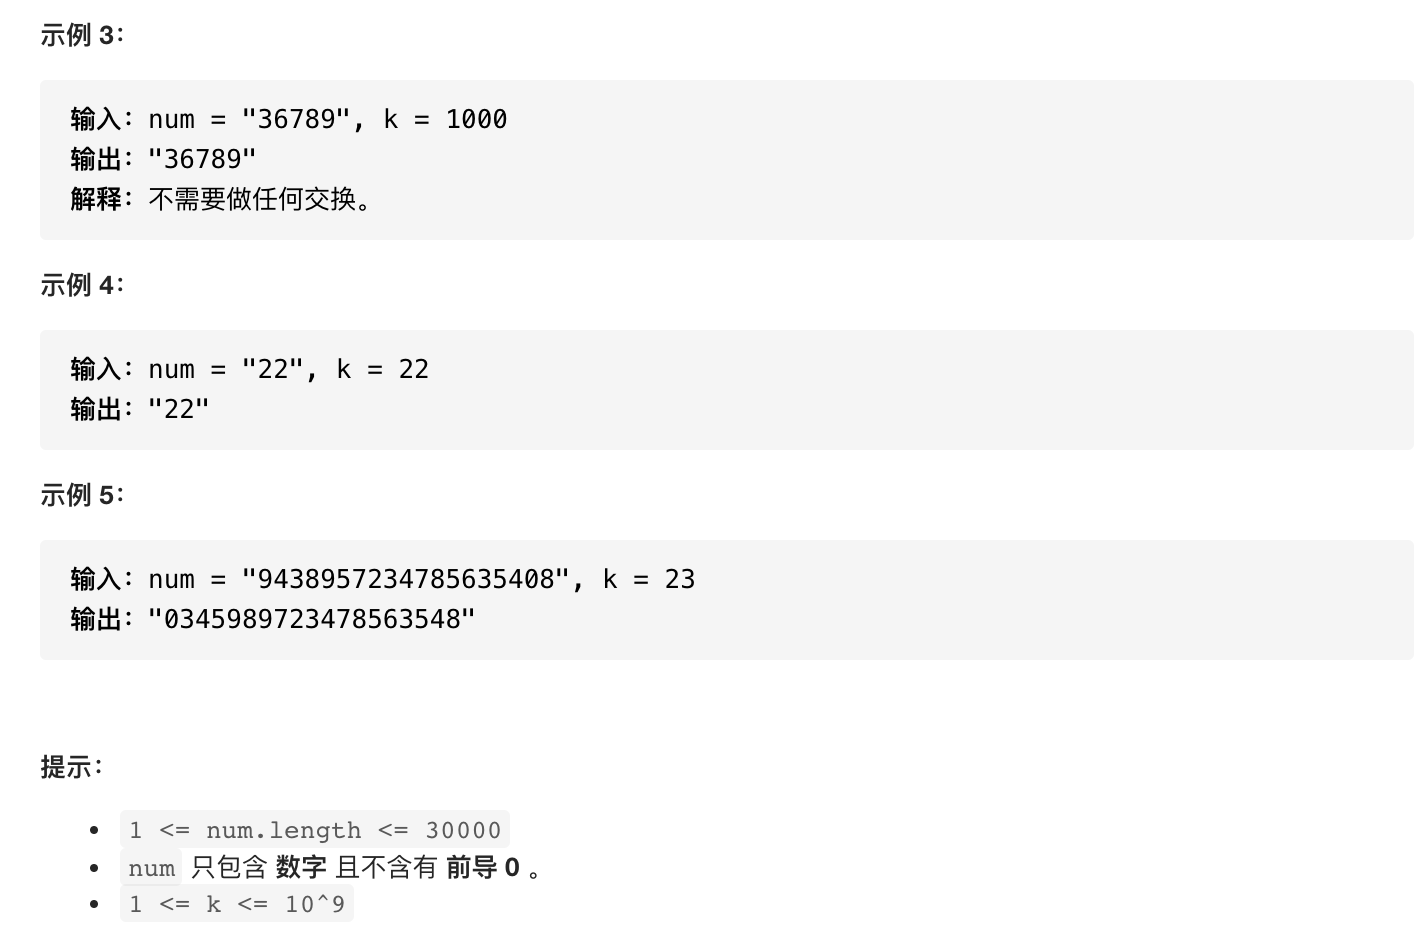 示例 3：
输入：num = "36789", k = 1000
输出："36789"
解释：不需要做任何交换。
示例 4：
输入：num = "22", k = 22
输出："22"
示例 5：
输入：num = "9438957234785635408", k = 23
输出："0345989723478563548"
提示：
• 1 <= num.length <= 30000
• num 只包含 数字 且不含有 前导 0 。
• 1 <= k <= 10^9